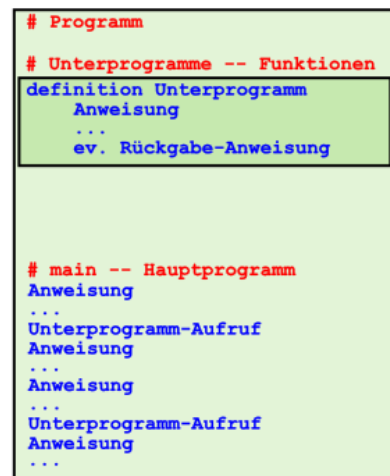 # Programm
# Unterprogramme -- Funktionen
definition Unterprogramm
Anweisung
...
ev. Rückgabe-Anweisung
# main -- Hauptprogramm
Anweisung
...
Unterprogramm-Aufruf
Anweisung
...
Anweisung
...
Unterprogramm-Aufruf
Anweisung
...